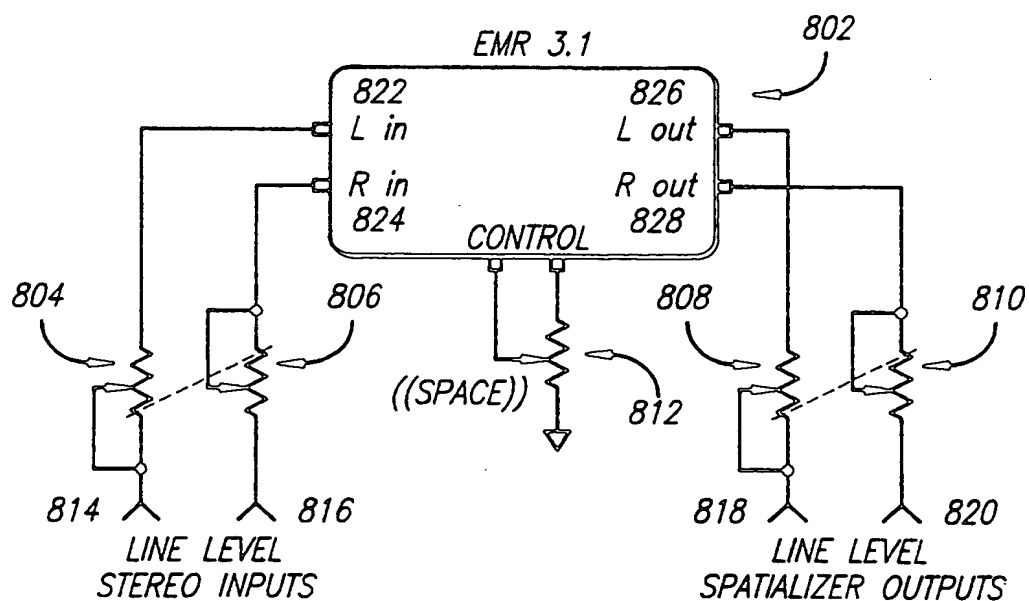 802
EMR 3.1
822
826
L in
L out
R in
R out
824
828
CONTROL
804
806
808
810
((SPACE))
812
814
816
818
820
LINE LEVEL
STEREO INPUTS
LINE LEVEL
SPATIALIZER OUTPUTS